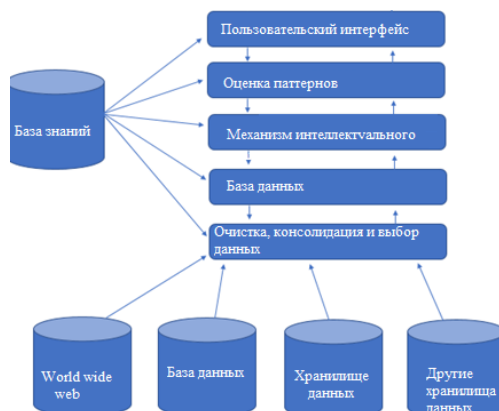 Пользовательский интерфейс
Оценка паттернов
База знаний
Механизм интеллектуального
База данных
Очистка, консолидация и выбор
данных
World wide
web
База данных
Хранилище
данных
Другие
хранилища
данных